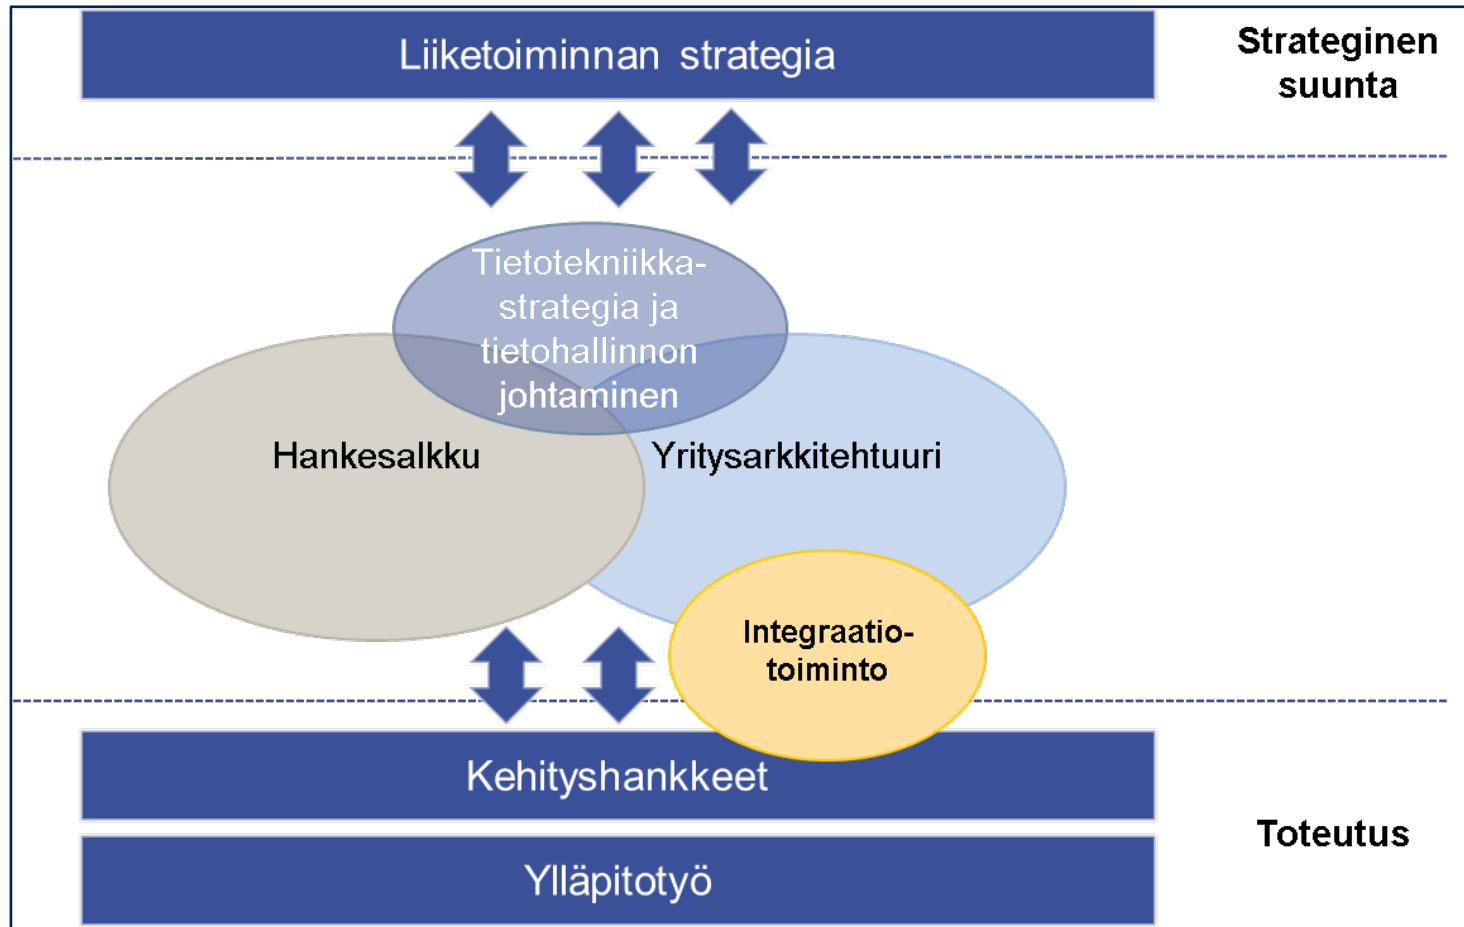 Liiketoiminnan strategia
Strateginen
suunta
Tietotekniikka-
strategia ja
tietohallinnon
johtaminen
Hankesalkku
Yritysarkkitehtuuri
Integraatio-
toiminto
Kehityshankkeet
Toteutus
Ylläpitotyö